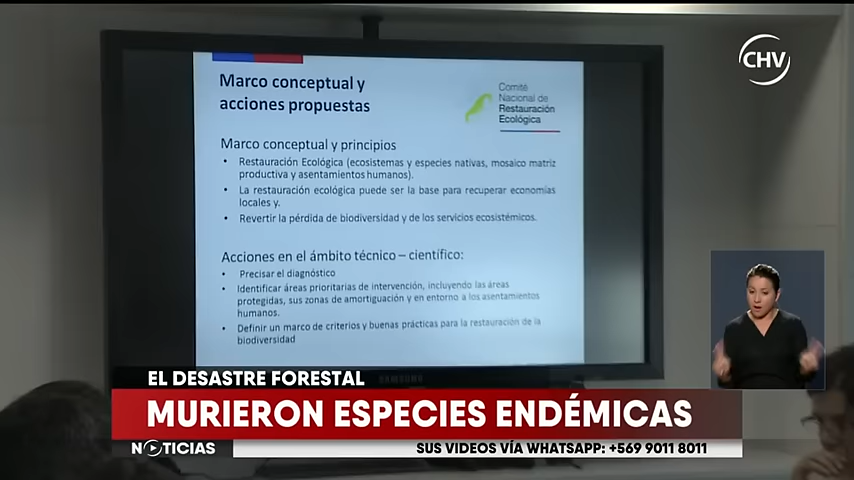 CHV
Marco conceptual y
acciones propuestas
Comité
Nacional de
Restauración
Ecológica
Marco conceptual y principios
• Restauración Ecológica (ecosistemas y especies nativas, mosaico matriz
productiva y asentamientos humanos).
• La restauración ecológica puede ser la base para recuperar economías
locales y.
• Revertir la pérdida de biodiversidad y de los servicios ecosistémicos.
Acciones en el ámbito técnico – científico:
• Precisar el diagnóstico
• Identificar áreas prioritarias de intervención, incluyendo las áreas
protegidas, sus zonas de amortiguación y en entorno a los asentamientos
humanos.
• Definir un marco de criterios y buenas prácticas para la restauración de la
biodiversidad
SAMSUNG
EL DESASTRE FORESTAL
MURIERON ESPECIES ENDÉMICAS
NOTICIAS
SUS VIDEOS VÍA WHATSAPP: +569 9011 8011